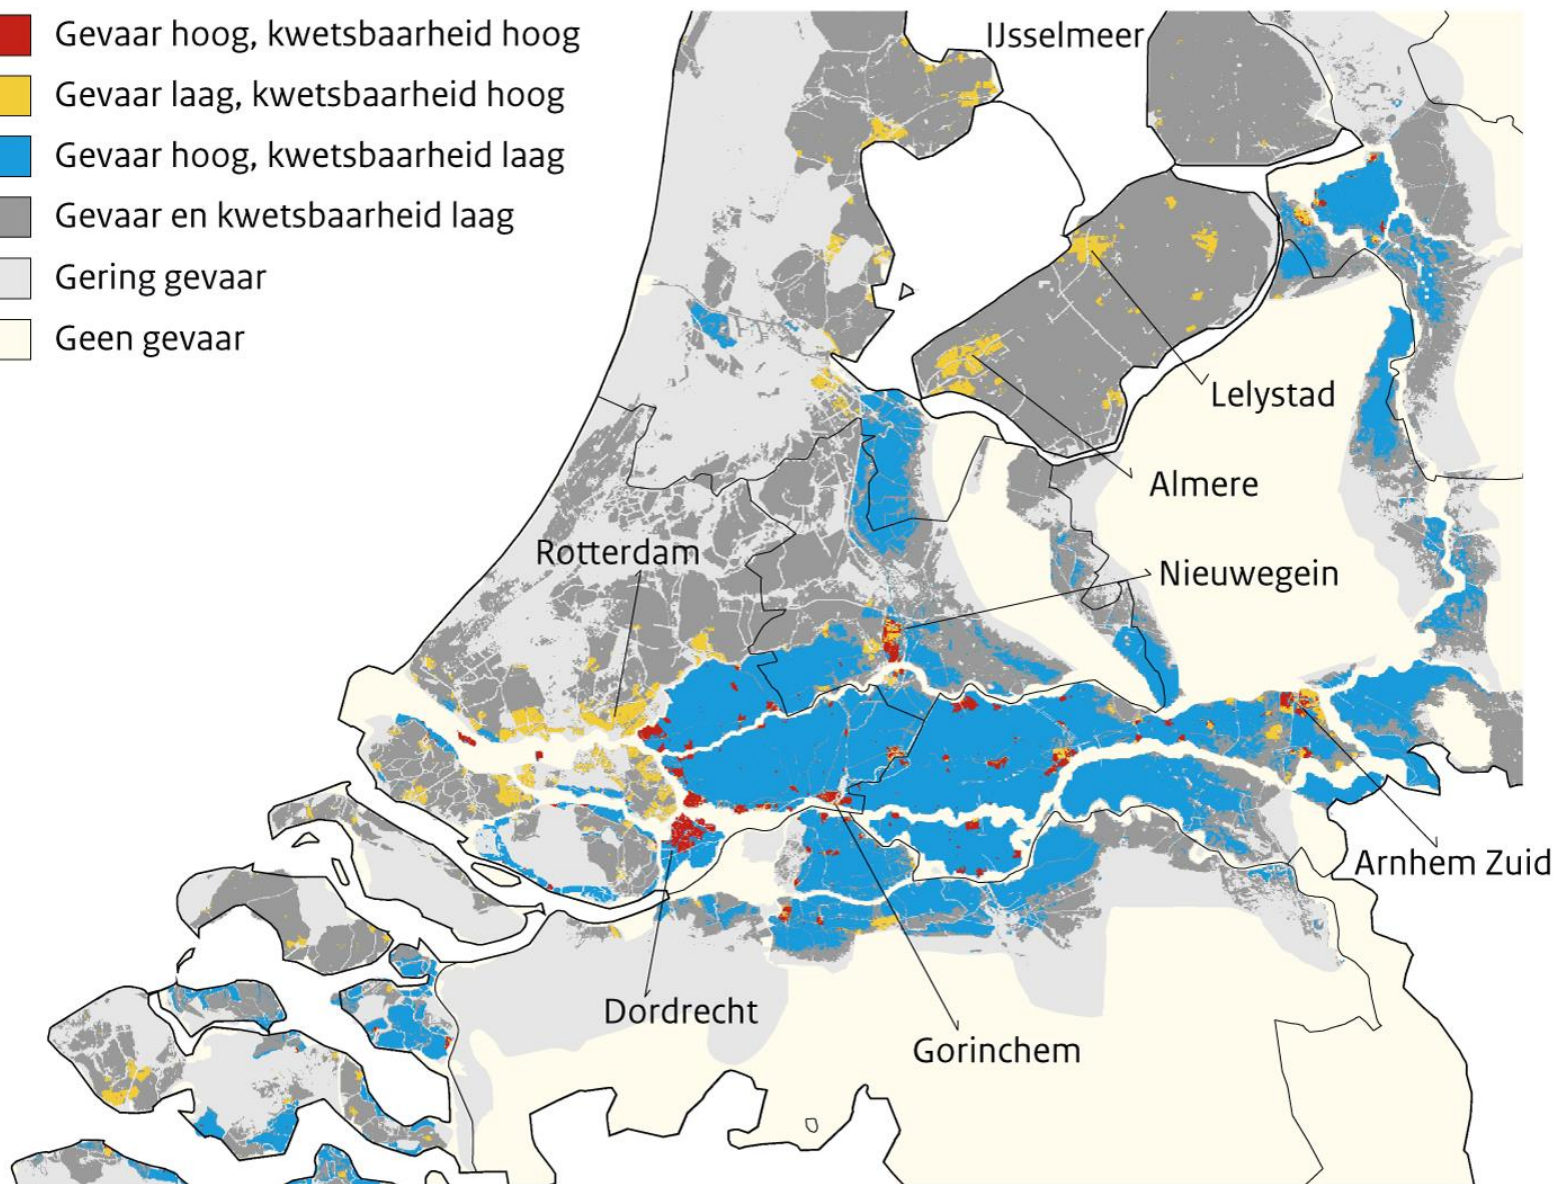 Gevaar hoog, kwetsbaarheid hoog
Gevaar laag, kwetsbaarheid hoog
Gevaar hoog, kwetsbaarheid laag
Gevaar en kwetsbaarheid laag
Gering gevaar
Geen gevaar
IJsselmeer
Lelystad
Almere
Rotterdam
Nieuwegein
Arnhem Zuid
Dordrecht
Gorinchem